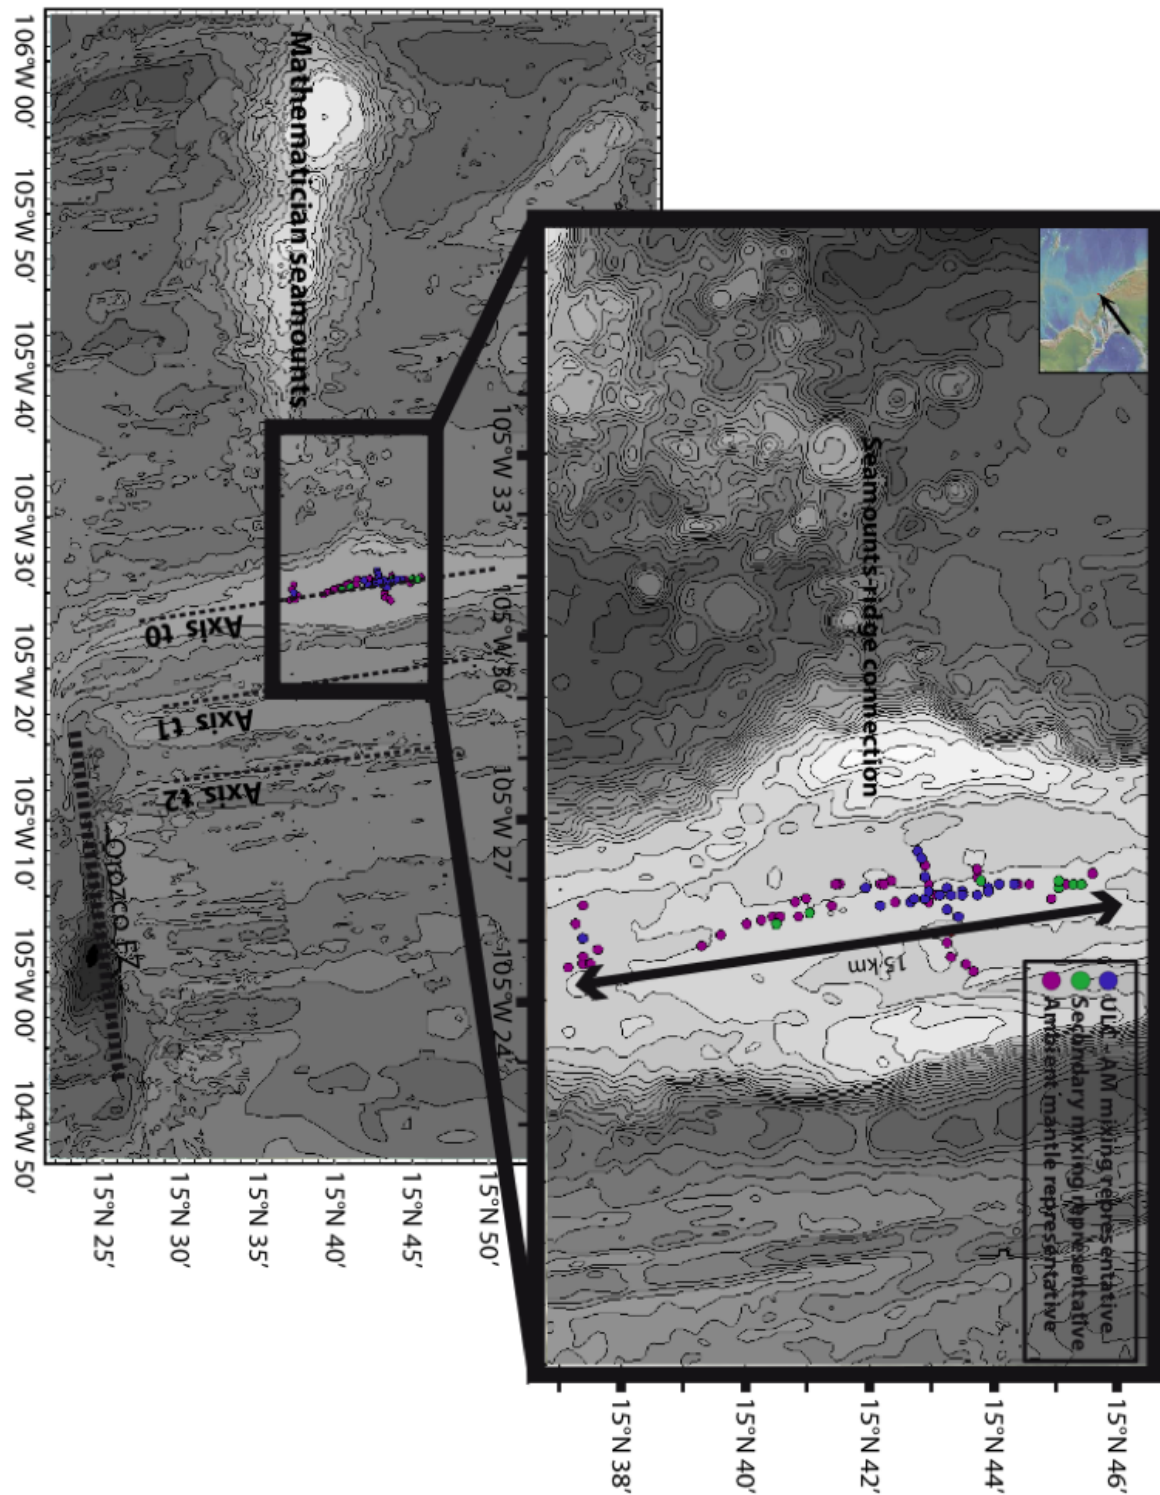 106°W 00'
105°W 50'
105°W 40'
105°W 30'
105°W 20'
105°W 10'
105°W 00'
104°W 50'
15°N 25'
15°N 30'
15°N 35'
15°N 40'
15°N 45'
15°N 50'
Mathematician seamounts
Axis t0
Axis t1
Axis t2
Orozco FZ
105°W 33'
105°W 30'
105°W 27'
105°W 24'
15°N 38'
15°N 40'
15°N 42'
15°N 44'
15°N 46'
Seamounts-ridge connection
15 km
ULC - AM mixing representative
Secondary mixing representative
Ambient mantle representative